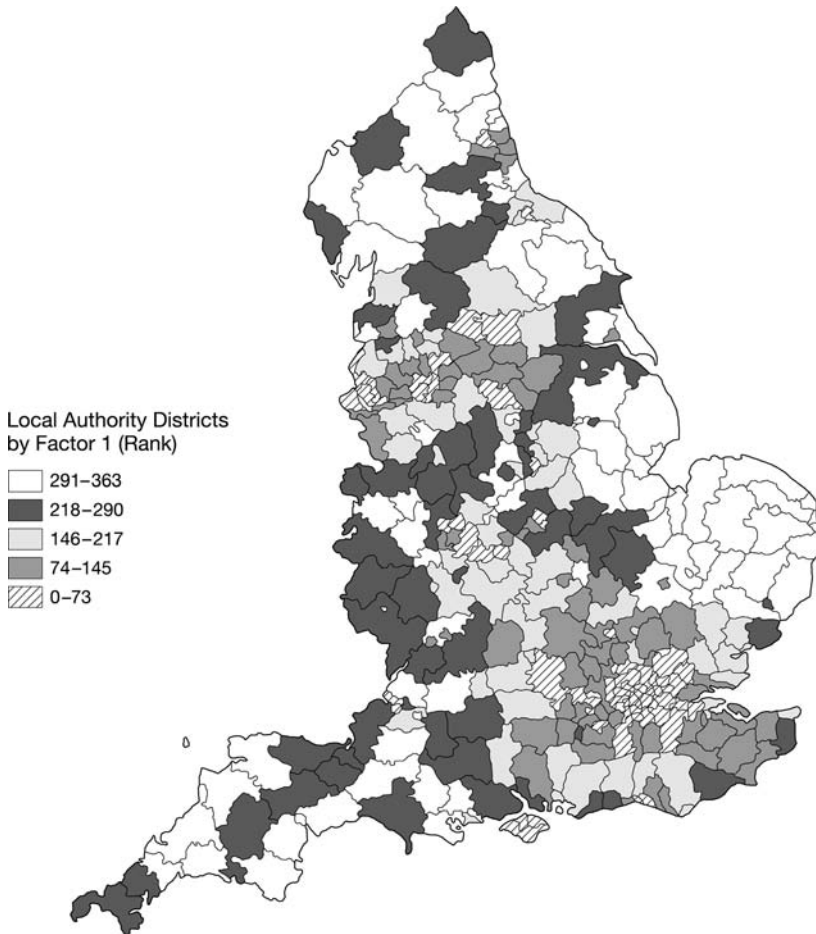 Local Authority Districts
by Factor 1 (Rank)
291–363
218–290
146–217
74–145
0–73